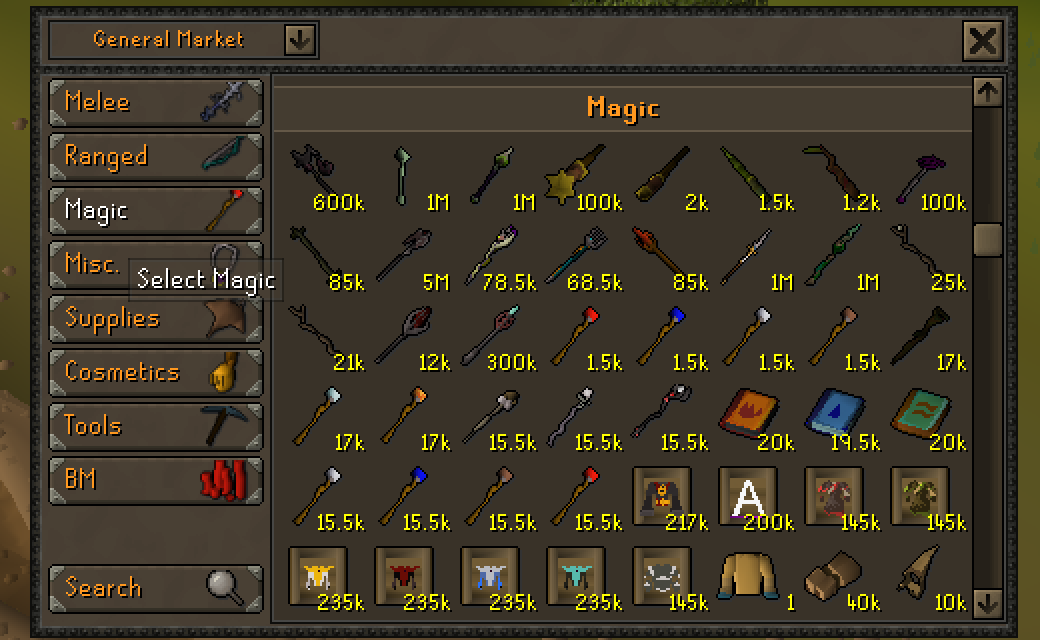 General Market
Magic
Melee
Ranged
Magic
Misc.
Select Magic
Supplies
Cosmetics
Tools
BM
Search
600k 1M 1M 100k 2k 1.5k 1.2k 100k
85k 5M 78.5k 68.5k 85k 1M 1M 25k
21k 12k 300k 1.5k 1.5k 1.5k 1.5k 17k
17k 17k 15.5k 15.5k 15.5k 20k 19.5k 20k
15.5k 15.5k 15.5k 15.5k 217k A 200k 145k 145k
235k 235k 235k 235k 145k 1 40k 10k